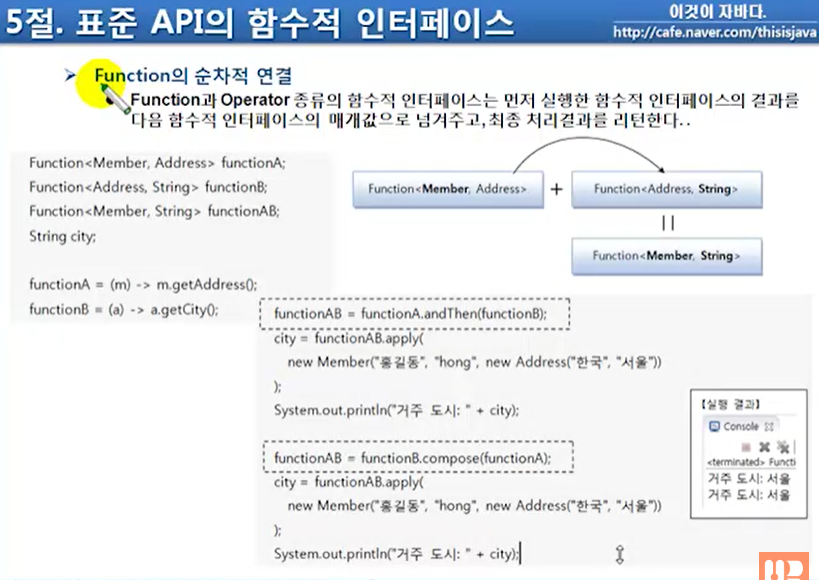 5절. 표준 API의 함수적 인터페이스
이것이 자바다.
http://cafe.naver.com/thisisjava
Function의 순차적 연결
Function과 Operator 종류의 함수적 인터페이스는 먼저 실행한 함수적 인터페이스의 결과를
다음 함수적 인터페이스의 매개값으로 넘겨주고, 최종 처리결과를 리턴한다..
Function<Member, Address> functionA;
Function<Address, String> functionB;
Function<Member, String> functionAB;
String city;
functionA = (m) -> m.getAddress();
functionB = (a) -> a.getCity();
Function<Member, Address>
+
Function<Address, String>
||
Function<Member, String>
functionAB = functionA.andThen(functionB);
city = functionAB.apply(
new Member("홍길동", "hong", new Address("한국", "서울"))
);
System.out.println("거주 도시: " + city);
functionAB = functionB.compose(functionA);
city = functionAB.apply(
new Member("홍길동", "hong", new Address("한국", "서울"))
);
System.out.println("거주 도시: " + city);
[실행 결과]
Console
<terminated> Functi
거주 도시: 서울
거주 도시: 서울